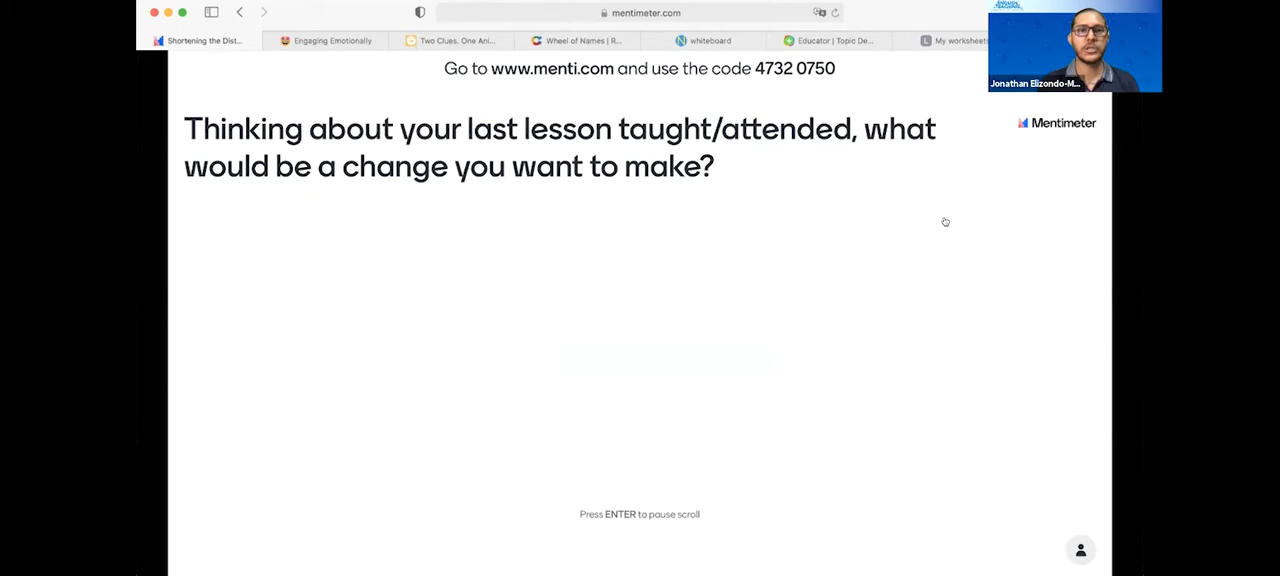 mentimeter.com
Shortening the Dist...
Engaging Emotionally
Two Clues. One Ani...
Wheel of Names | R...
whiteboard
Educator | Topic De...
My worksheets
Go to www.menti.com and use the code 4732 0750
Jonathan Elizondo-M...
Mentimeter
Thinking about your last lesson taught/attended, what
would be a change you want to make?
Press ENTER to pause scroll